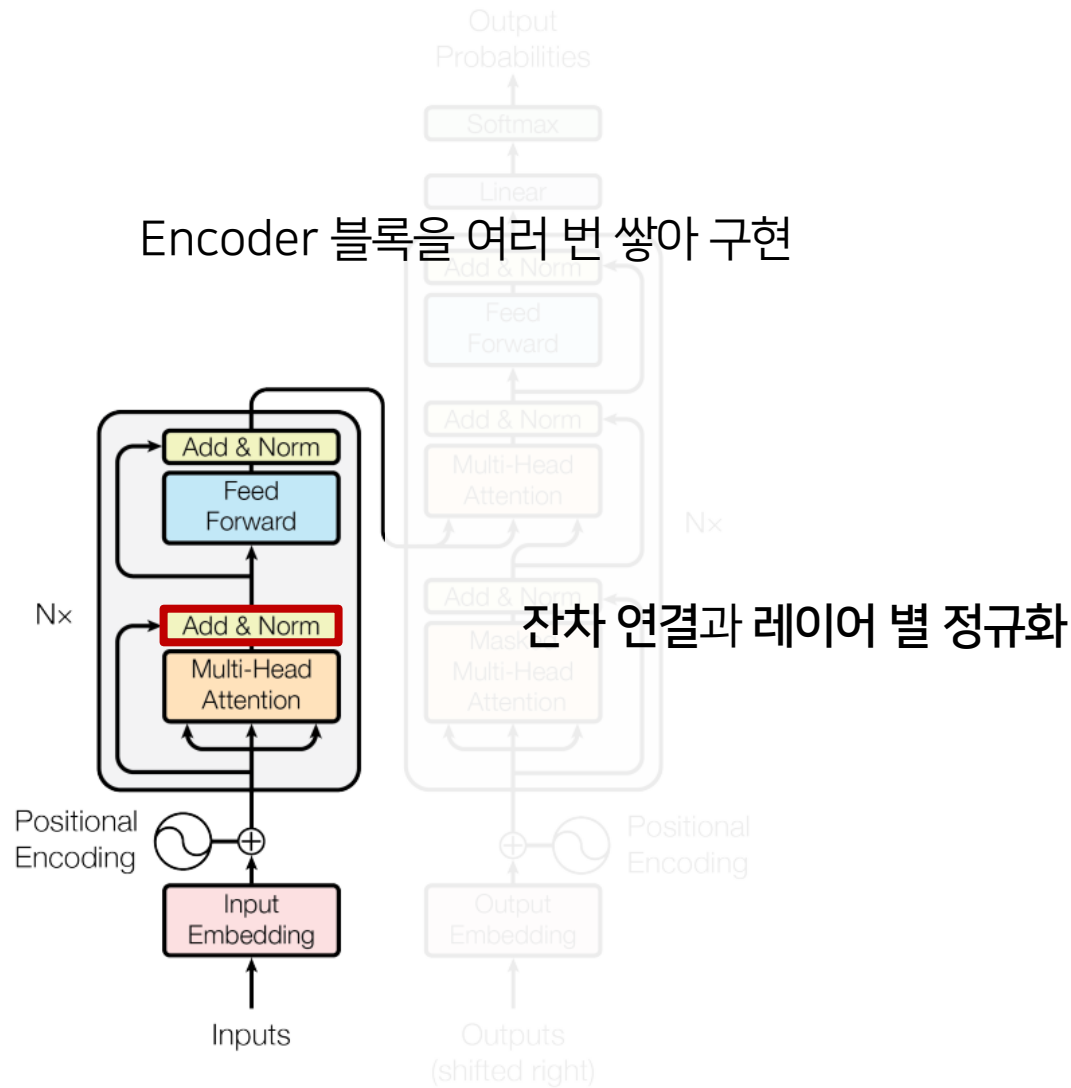 Output
Probabilities
Softmax
Linear
Encoder 블록을 여러 번 쌓아 구현
Add & Norm
Feed
Forward
Add & Norm
Multi-Head
Attention
N×
Add & Norm
Masked
Multi-Head
Attention
Positional
Encoding
Output
Embedding
Outputs
(shifted right)
Add & Norm
Feed
Forward
N×
Add & Norm
잔차 연결과 레이어 별 정규화
Multi-Head
Attention
Positional
Encoding
Input
Embedding
Inputs